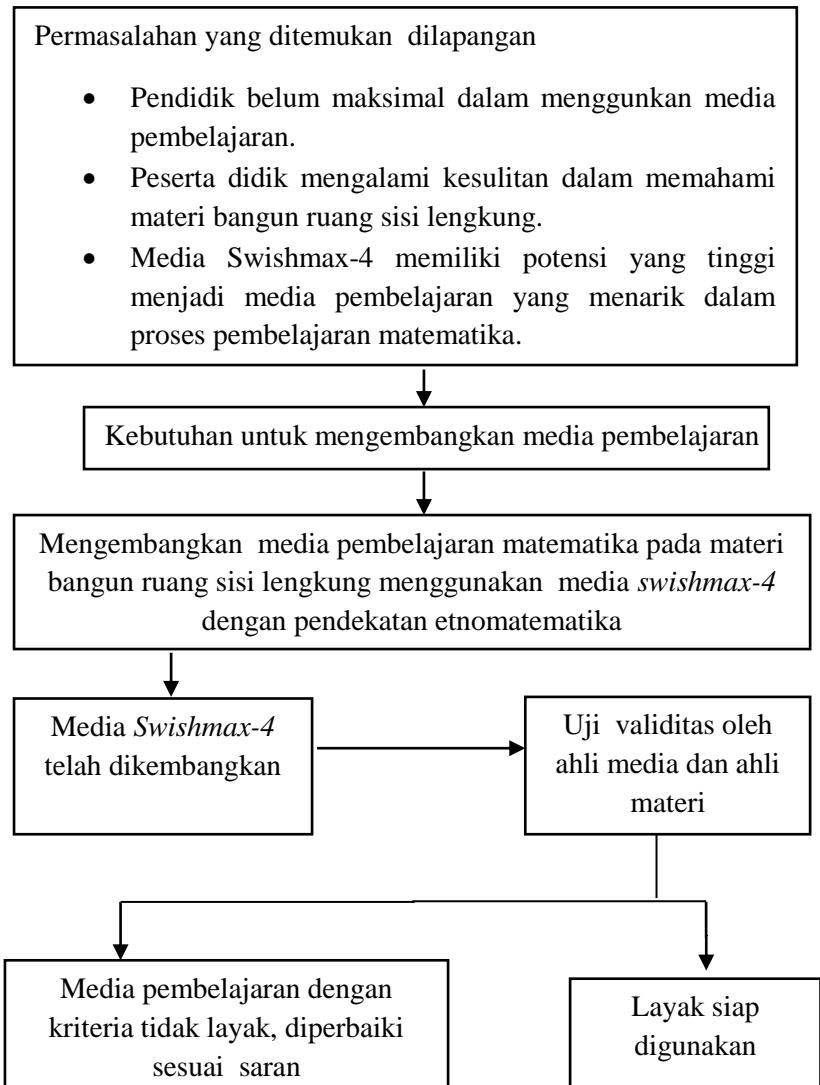 Permasalahan yang ditemukan dilapangan
• Pendidik belum maksimal dalam menggunkan media
pembelajaran.
• Peserta didik mengalami kesulitan dalam memahami
materi bangun ruang sisi lengkung.
• Media Swishmax-4 memiliki potensi yang tinggi
menjadi media pembelajaran yang menarik dalam
proses pembelajaran matematika.
Kebutuhan untuk mengembangkan media pembelajaran
Mengembangkan media pembelajaran matematika pada materi
bangun ruang sisi lengkung menggunakan media swishmax-4
dengan pendekatan etnomatematika
Media Swishmax-4
telah dikembangkan
Uji validitas oleh
ahli media dan ahli
materi
Media pembelajaran dengan
kriteria tidak layak, diperbaiki
sesuai saran
Layak siap
digunakan